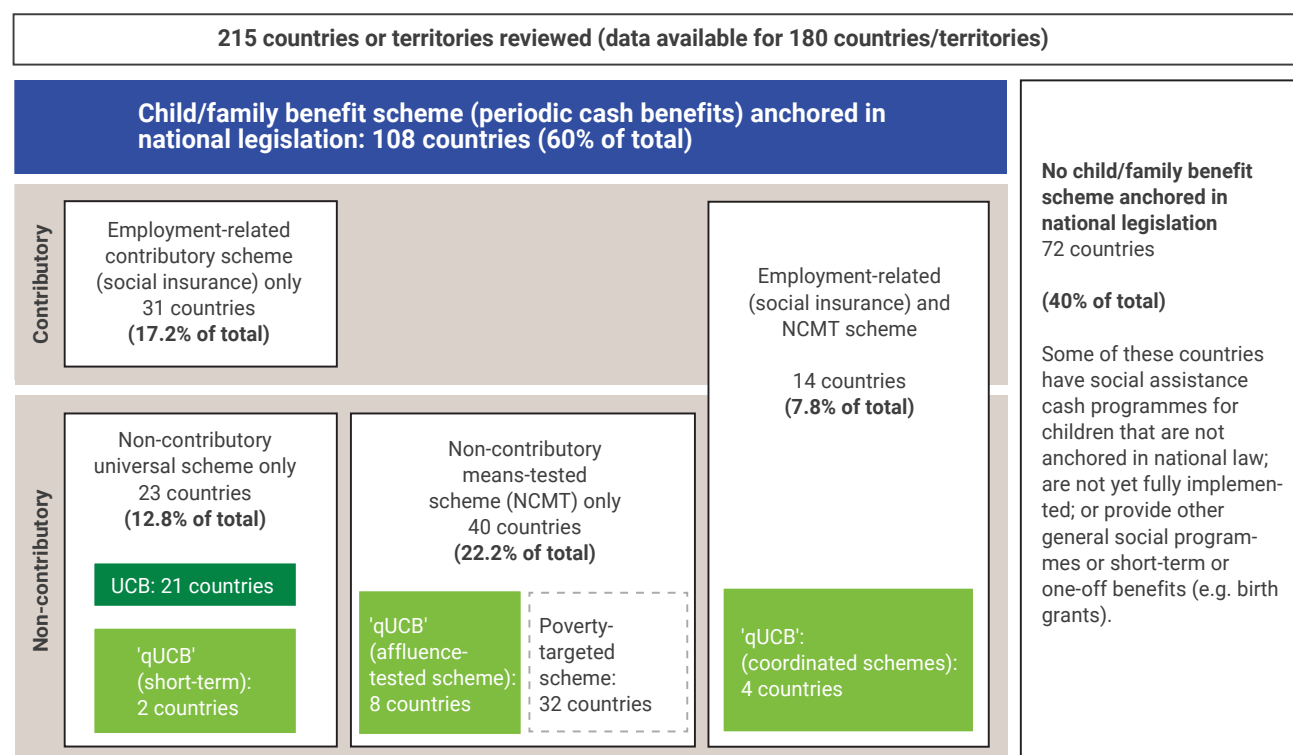 215 countries or territories reviewed (data available for 180 countries/territories)
Child/family benefit scheme (periodic cash benefits) anchored in
national legislation: 108 countries (60% of total)
Contributory
Employment-related
contributory scheme
(social insurance) only
31 countries
(17.2% of total)
Employment-related
(social insurance) and
NCMT scheme
14 countries
(7.8% of total)
Non-contributory
Non-contributory
universal scheme only
23 countries
(12.8% of total)
UCB: 21 countries
'qUCB'
(short-term):
2 countries
Non-contributory
means-tested
scheme (NCMT) only
40 countries
(22.2% of total)
'qUCB'
(affluence-
tested scheme):
8 countries
Poverty-
targeted
scheme:
32 countries
'qUCB':
(coordinated schemes):
4 countries
No child/family benefit
scheme anchored in
national legislation
72 countries
(40% of total)
Some of these countries
have social assistance
cash programmes for
children that are not
anchored in national law;
are not yet fully implemen-
ted; or provide other
general social program-
mes or short-term or
one-off benefits (e.g. birth
grants).